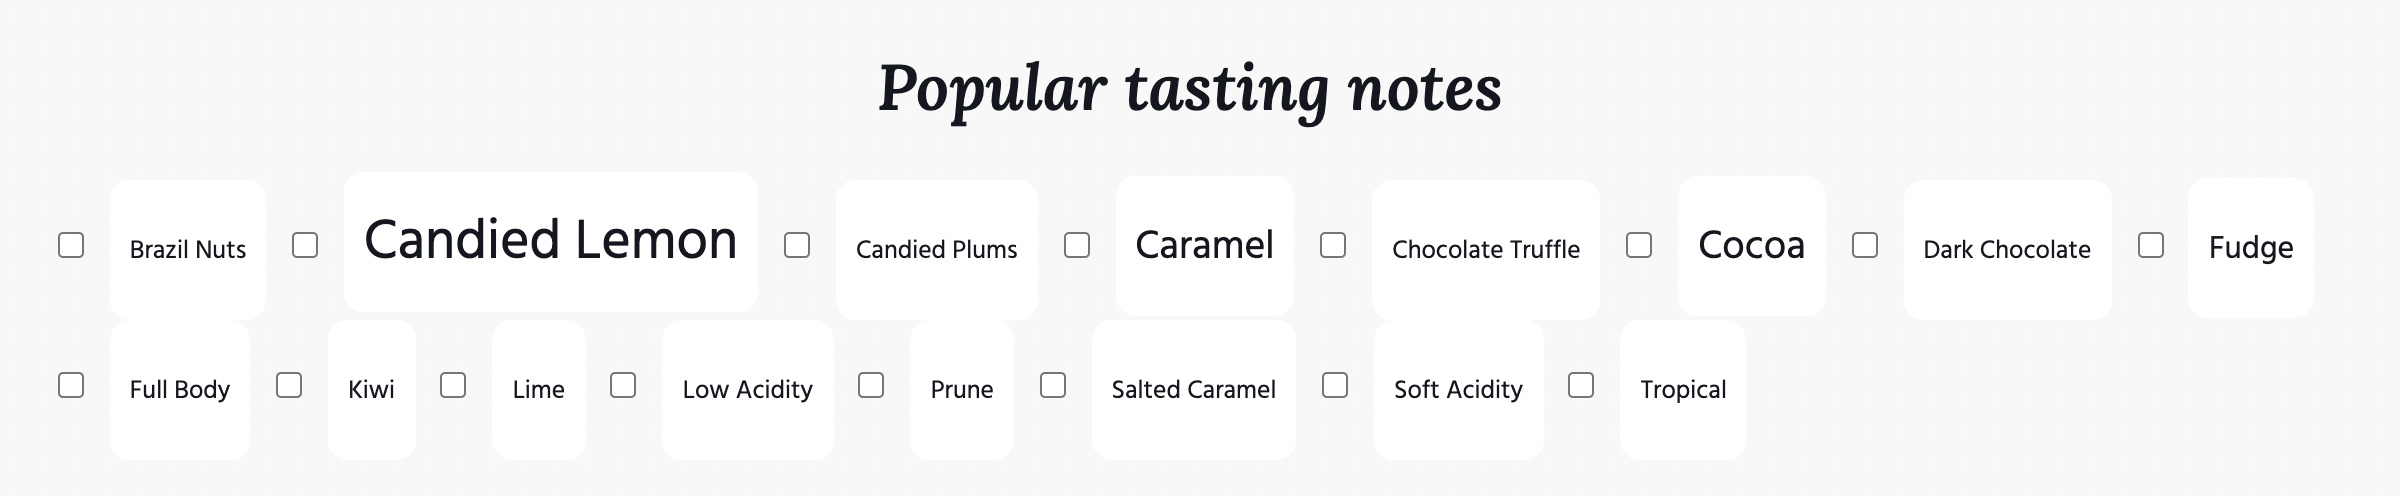 Popular tasting notes
Brazil Nuts Candied Lemon Candied Plums Caramel Chocolate Truffle Cocoa Dark Chocolate Fudge
Full Body Kiwi Lime Low Acidity Prune Salted Caramel Soft Acidity Tropical